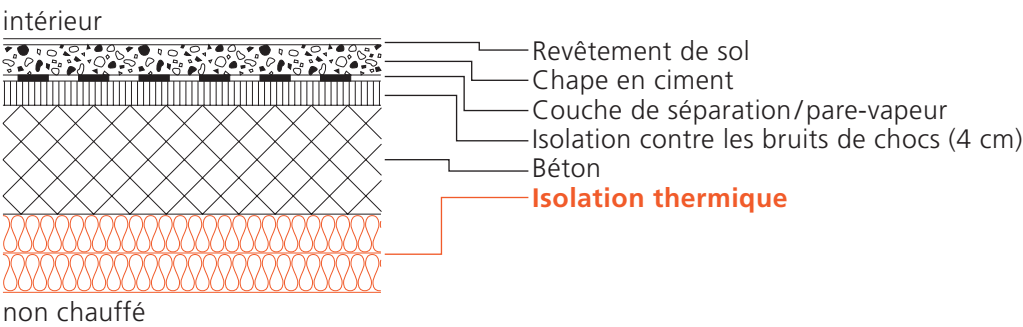 intérieur
Revêtement de sol
Chape en ciment
Couche de séparation/pare-vapeur
Isolation contre les bruits de chocs (4 cm)
Béton
Isolation thermique
non chauffé